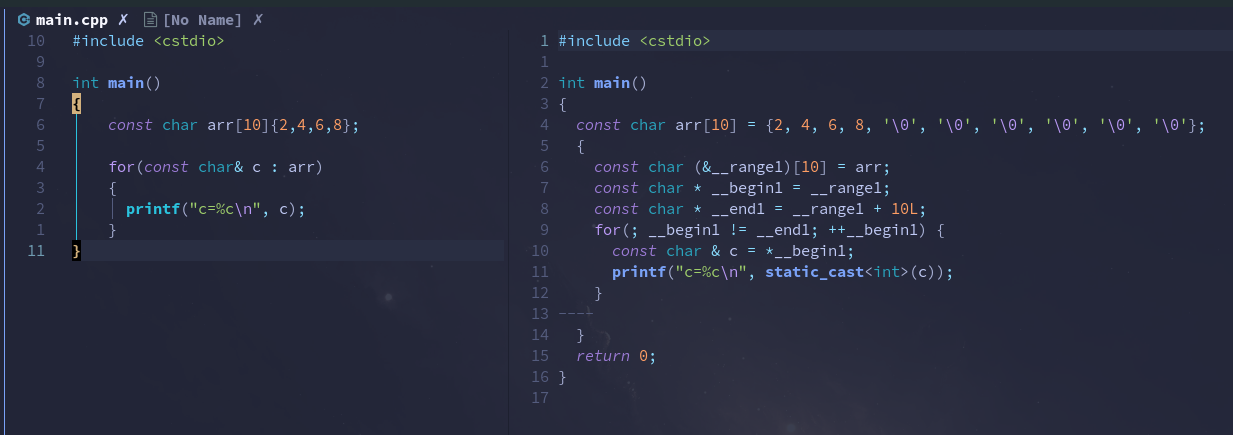 main.cpp ✗ [No Name] ✗
10 #include <cstdio>
9
8 int main()
7 {
6 const char arr[10]{2,4,6,8};
5
4 for(const char& c : arr)
3 {
2 printf("c=%c\n", c);
1 }
11 }
1 #include <cstdio>
1
2 int main()
3 {
4 const char arr[10] = {2, 4, 6, 8, '\0', '\0', '\0', '\0', '\0', '\0'};
5 {
6 const char (&__range1)[10] = arr;
7 const char * __begin1 = __range1;
8 const char * __end1 = __range1 + 10L;
9 for(; __begin1 != __end1; ++__begin1) {
10 const char & c = *__begin1;
11 printf("c=%c\n", static_cast<int>(c));
12 }
13 ----
14 }
15 return 0;
16 }
17